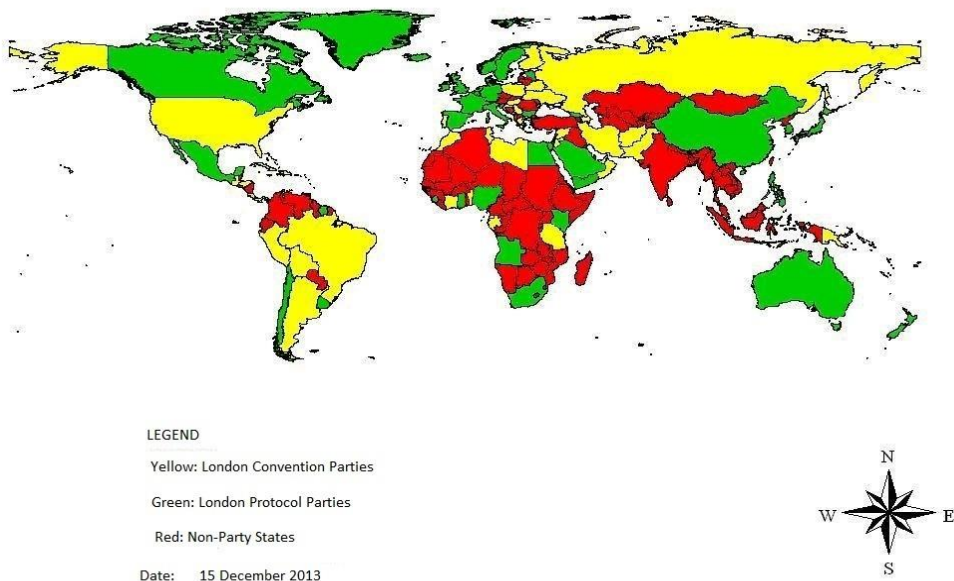 LEGEND
Yellow: London Convention Parties
Green: London Protocol Parties
Red: Non-Party States
Date: 15 December 2013
N
W E
S